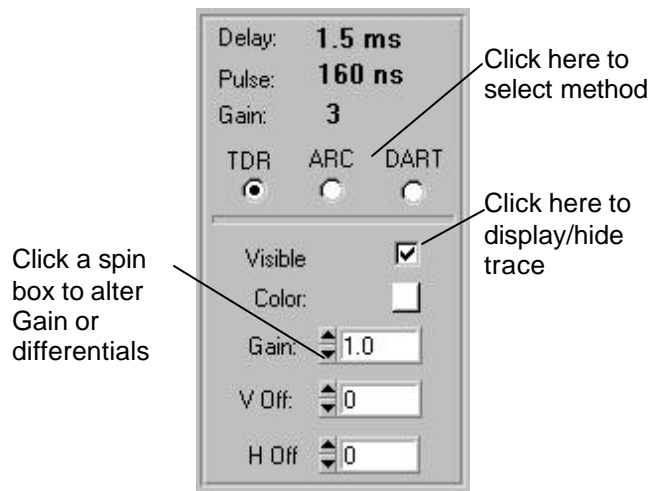 Delay: 1.5 ms
Pulse: 160 ns
Gain: 3
TDR ARC DART
Visible
Color:
Gain: 1.0
V Off: 0
H Off 0
Click here to
select method
Click here to
display/hide
trace
Click a spin
box to alter
Gain or
differentials